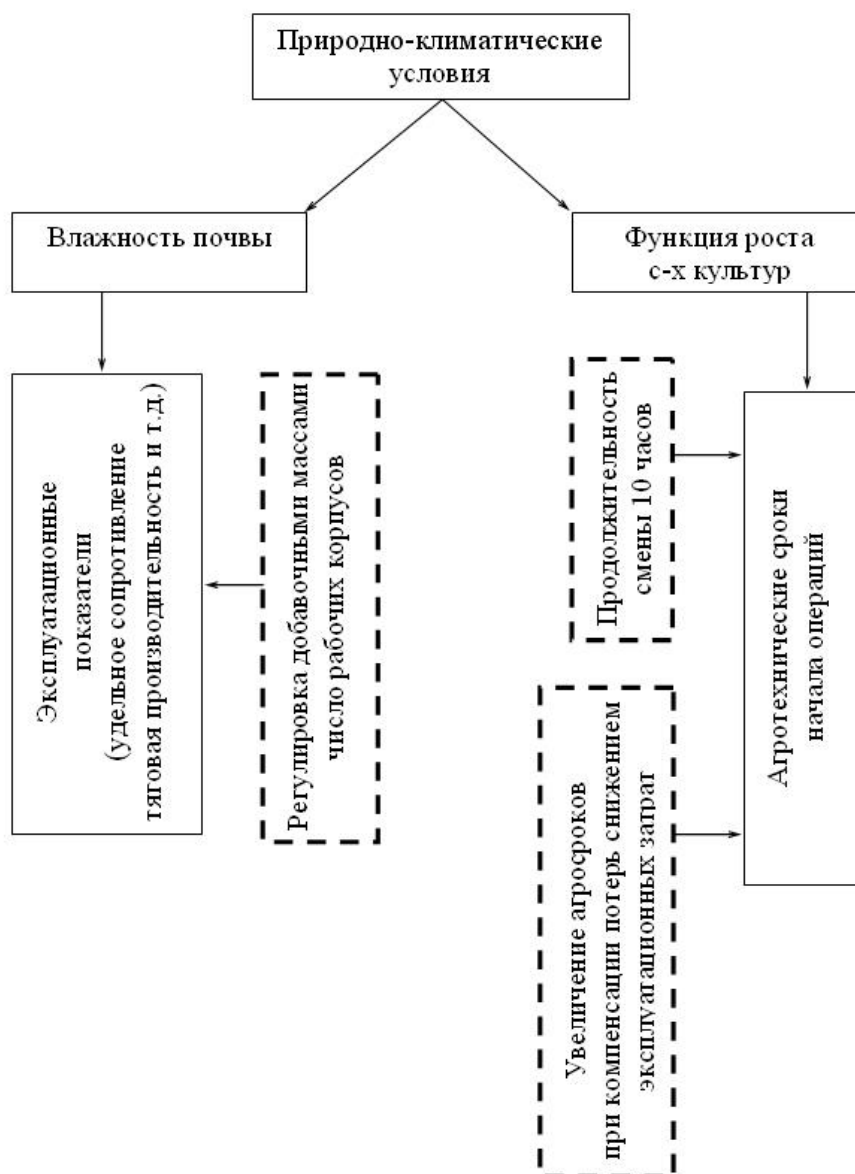 Природно-климатические
условия
Влажность почвы
Функция роста
с-х культур
Эксплуатационные
показатели
(удельное сопротивление
тяговая производительность и т.д.)
Регулировка добавочными массами
число рабочих корпусов
Продолжительность
смены 10 часов
Увеличение агросроков
при компенсации потерь снижением
эксплуатационных затрат
Агротехнические сроки
начала операций